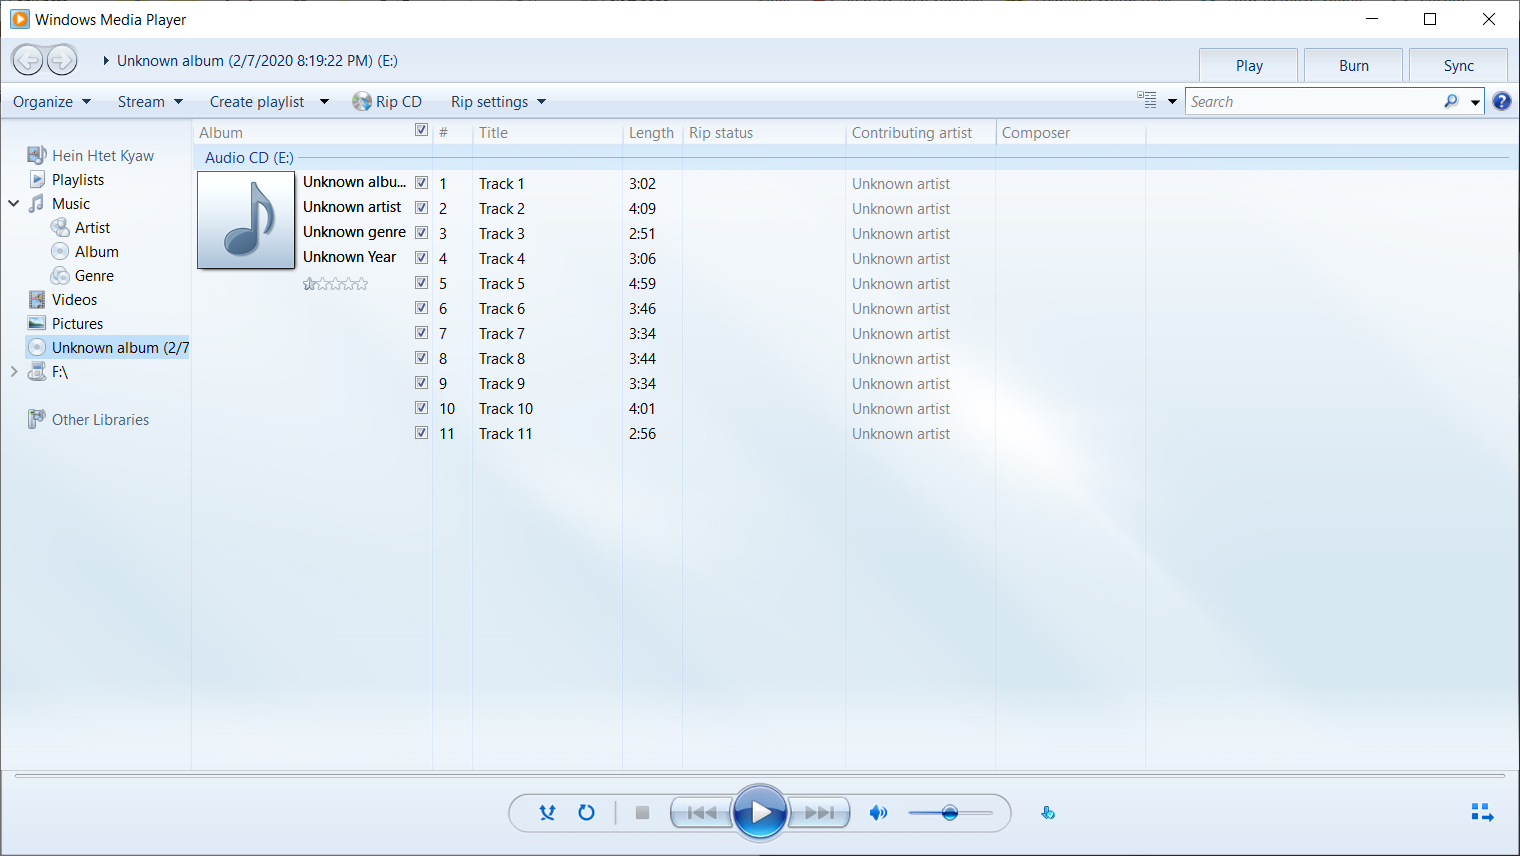 Windows Media Player
Unknown album (2/7/2020 8:19:22 PM) (E:)
Play Burn Sync
Organize Stream Create playlist Rip CD Rip settings Search
Album # Title Length Rip status Contributing artist Composer
Hein Htet Kyaw
Playlists
Music
Artist
Album
Genre
Videos
Pictures
Unknown album (2/7
F:\
Other Libraries
Audio CD (E:)
Unknown albu...
Unknown artist
Unknown genre
Unknown Year
1 Track 1 3:02 Unknown artist
2 Track 2 4:09 Unknown artist
3 Track 3 2:51 Unknown artist
4 Track 4 3:06 Unknown artist
5 Track 5 4:59 Unknown artist
6 Track 6 3:46 Unknown artist
7 Track 7 3:34 Unknown artist
8 Track 8 3:44 Unknown artist
9 Track 9 3:34 Unknown artist
10 Track 10 4:01 Unknown artist
11 Track 11 2:56 Unknown artist